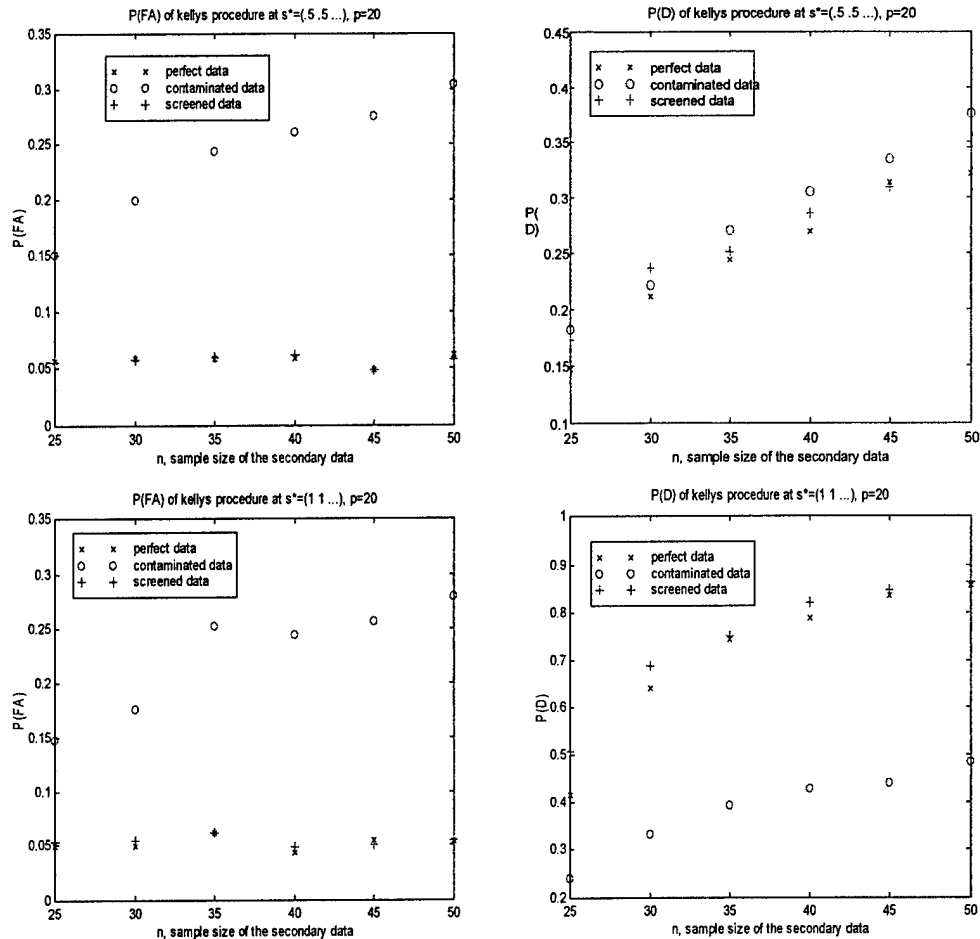 P(FA) of kellys procedure at s*=(.5 .5 ...), p=20
0.35
0.3
0.25
0.2
0.15
0.1
0.05
0
P(FA)
x x perfect data
o o contaminated data
+ + screened data
25 30 35 40 45 50
n, sample size of the secondary data
P(D) of kellys procedure at s*=(.5 .5 ...), p=20
0.45
0.4
0.35
0.3
0.25
0.2
0.15
0.1
P(
D)
x x perfect data
O O contaminated data
+ + screened data
25 30 35 40 45 50
n, sample size of the secondary data
P(FA) of kellys procedure at s*=(1 1 ...), p=20
0.35
0.3
0.25
0.2
0.15
0.1
0.05
0
P(FA)
x x perfect data
O O contaminated data
+ + screened data
25 30 35 40 45 50
n, sample size of the secondary data
P(D) of kellys procedure at s*=(1 1 ...), p=20
1
0.9
0.8
0.7
0.6
0.5
0.4
0.3
0.2
P(D)
x x perfect data
o o contaminated data
+ + screened data
25 30 35 40 45 50
n, sample size of the secondary data